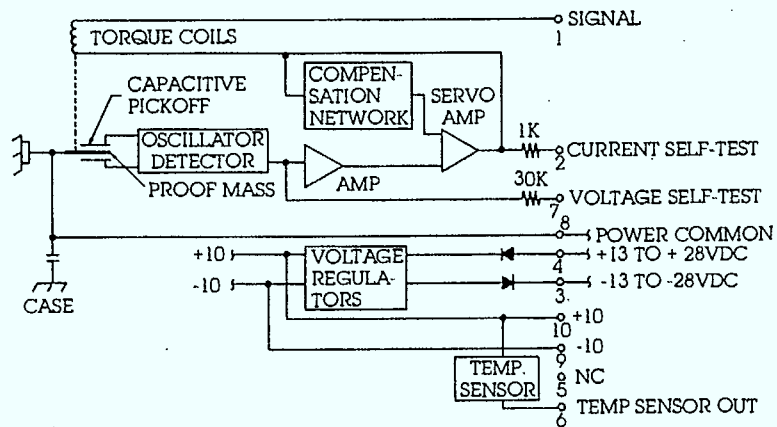 SIGNAL
1
TORQUE COILS
COMPEN-
SATION
NETWORK
CAPACITIVE
PICKOFF
SERVO
AMP
OSCILLATOR
DETECTOR
1K
CURRENT SELF-TEST
2
AMP
PROOF MASS
30K
VOLTAGE SELF-TEST
7
8
POWER COMMON
+10
VOLTAGE
REGULA-
TORS
+13 TO + 28VDC
4
-10
-13 TO -28VDC
3.
CASE
+10
10
-10
9
TEMP.
SENSOR
NC
5
TEMP SENSOR OUT
6